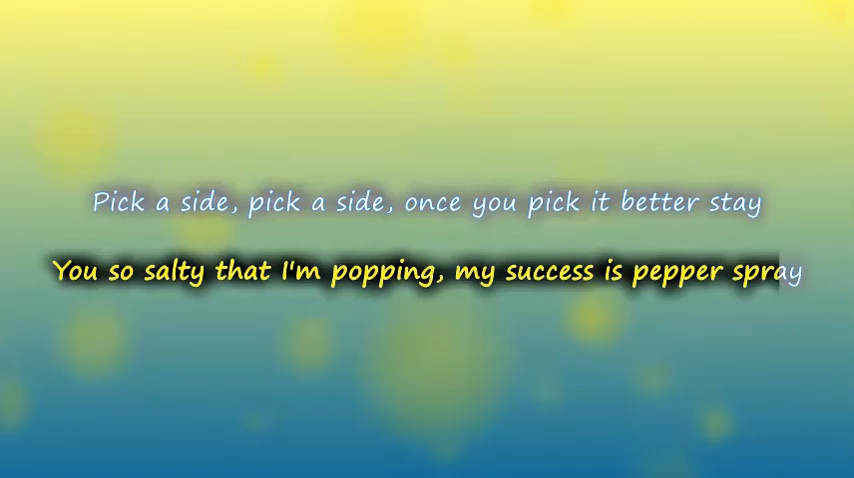 Pick a side, pick a side, once you pick it better stay
You so salty that I'm popping, my success is pepper spray